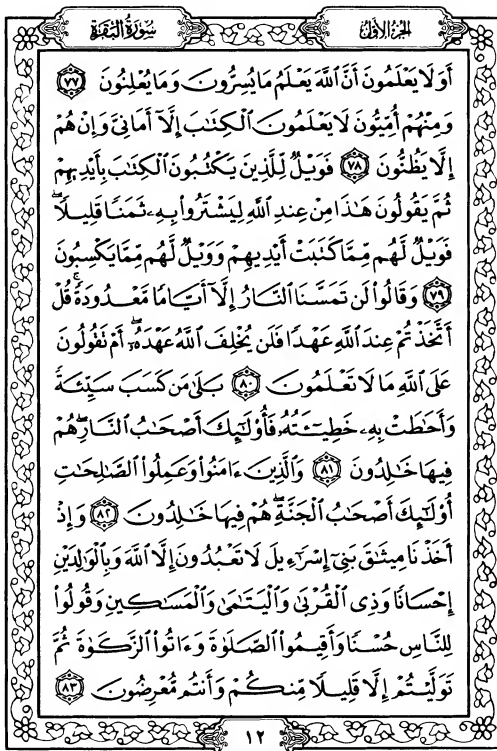 الجزء الأول
سورة البقرة
أَوَلَا يَعْلَمُونَ أَنَّ ٱللَّهَ يَعْلَمُ مَا يُسِرُّونَ وَمَا يُعْلِنُونَ ٧٧
وَمِنْهُمْ أُمِّيُّونَ لَا يَعْلَمُونَ ٱلْكِتَٰبَ إِلَّآ أَمَانِيَّ وَإِنْ هُمْ
إِلَّا يَظُنُّونَ ٧٨ فَوَيْلٌ لِّلَّذِينَ يَكْتُبُونَ ٱلْكِتَٰبَ بِأَيْدِيهِمْ
ثُمَّ يَقُولُونَ هَٰذَا مِنْ عِندِ ٱللَّهِ لِيَشْتَرُوا۟ بِهِۦ ثَمَنًا قَلِيلًا ۖ
فَوَيْلٌ لَّهُم مِّمَّا كَتَبَتْ أَيْدِيهِمْ وَوَيْلٌ لَّهُم مِّمَّا يَكْسِبُونَ
٧٩ وَقَالُوا۟ لَن تَمَسَّنَا ٱلنَّارُ إِلَّآ أَيَّامًا مَّعْدُودَةً ۚ قُلْ
أَتَّخَذْتُمْ عِندَ ٱللَّهِ عَهْدًا فَلَن يُخْلِفَ ٱللَّهُ عَهْدَهُۥٓ ۖ أَمْ تَقُولُونَ
عَلَى ٱللَّهِ مَا لَا تَعْلَمُونَ ٨٠ بَلَىٰ مَن كَسَبَ سَيِّئَةً
وَأَحَٰطَتْ بِهِۦ خَطِيٓـَٔتُهُۥ فَأُو۟لَٰٓئِكَ أَصْحَٰبُ ٱلنَّارِ ۖ هُمْ
فِيهَا خَٰلِدُونَ ٨١ وَٱلَّذِينَ ءَامَنُوا۟ وَعَمِلُوا۟ ٱلصَّٰلِحَٰتِ
أُو۟لَٰٓئِكَ أَصْحَٰبُ ٱلْجَنَّةِ ۖ هُمْ فِيهَا خَٰلِدُونَ ٨٢ وَإِذْ
أَخَذْنَا مِيثَٰقَ بَنِىٓ إِسْرَٰٓءِيلَ لَا تَعْبُدُونَ إِلَّا ٱللَّهَ وَبِٱلْوَٰلِدَيْنِ
إِحْسَانًا وَذِى ٱلْقُرْبَىٰ وَٱلْيَتَٰمَىٰ وَٱلْمَسَٰكِينِ وَقُولُوا۟
لِلنَّاسِ حُسْنًا وَأَقِيمُوا۟ ٱلصَّلَوٰةَ وَءَاتُوا۟ ٱلزَّكَوٰةَ ثُمَّ
تَوَلَّيْتُمْ إِلَّا قَلِيلًا مِّنكُمْ وَأَنتُم مُّعْرِضُونَ ٨٣
١٢